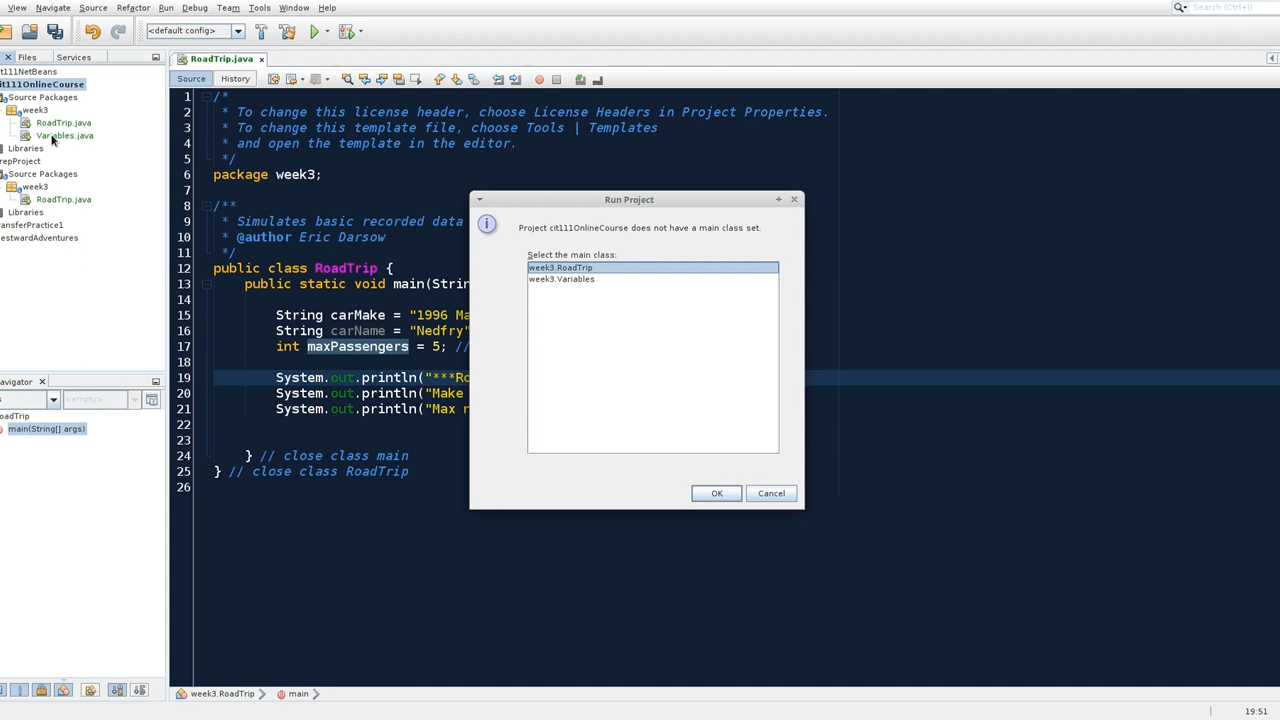 View Navigate Source Refactor Run Debug Team Tools Window Help
Search (Ctrl+I)
<default config>
Files Services
RoadTrip.java
Source History
it111NetBeans
it111OnlineCourse
Source Packages
week3
RoadTrip.java
Variables.java
Libraries
repProject
Source Packages
week3
RoadTrip.java
Libraries
ransferPractice1
estwardAdventures
avigator
<empty>
oadTrip
main(String[] args)
1 /*
2 * To change this license header, choose License Headers in Project Properties.
3 * To change this template file, choose Tools | Templates
4 * and open the template in the editor.
5 */
6 package week3;
7
8 /**
9 * Simulates basic recorded data
10 * @author Eric Darsow
11 */
12 public class RoadTrip {
13 public static void main(Strin
14
15 String carMake = "1996 Ma
16 String carName = "Nedfry"
17 int maxPassengers = 5; //
18
19 System.out.println("***Ro
20 System.out.println("Make
21 System.out.println("Max n
22
23
24 } // close class main
25 } // close class RoadTrip
26
Run Project
Project cit111OnlineCourse does not have a main class set.
Select the main class:
week3.RoadTrip
week3.Variables
OK Cancel
week3.RoadTrip main
19:51